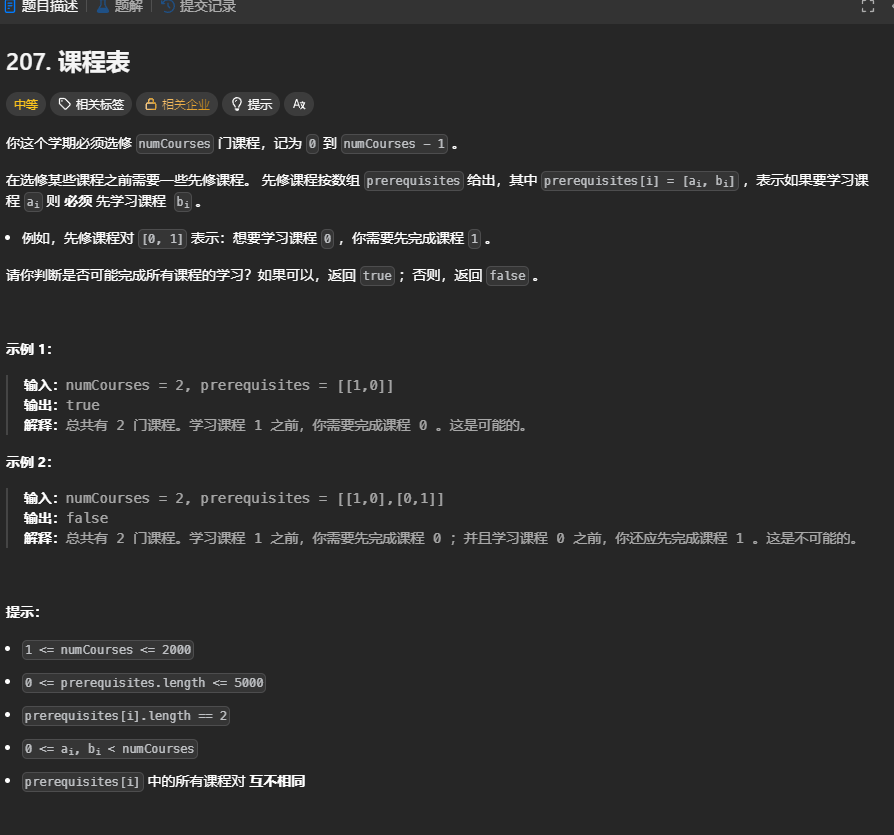 题目描述 题解 提交记录
207. 课程表
中等 相关标签 相关企业 提示 Aʐ
你这个学期必须选修 numCourses 门课程，记为 0 到 numCourses - 1 。
在选修某些课程之前需要一些先修课程。 先修课程按数组 prerequisites 给出，其中 prerequisites[i] = [aᵢ, bᵢ] ，表示如果要学习课
程 aᵢ 则 必须 先学习课程 bᵢ 。
• 例如，先修课程对 [0, 1] 表示：想要学习课程 0 ，你需要先完成课程 1 。
请你判断是否可能完成所有课程的学习？如果可以，返回 true ；否则，返回 false 。
示例 1：
输入：numCourses = 2, prerequisites = [[1,0]]
输出：true
解释：总共有 2 门课程。学习课程 1 之前，你需要完成课程 0 。这是可能的。
示例 2：
输入：numCourses = 2, prerequisites = [[1,0],[0,1]]
输出：false
解释：总共有 2 门课程。学习课程 1 之前，你需要先完成课程 0 ；并且学习课程 0 之前，你还应先完成课程 1 。这是不可能的。
提示：
• 1 <= numCourses <= 2000
• 0 <= prerequisites.length <= 5000
• prerequisites[i].length == 2
• 0 <= aᵢ, bᵢ < numCourses
• prerequisites[i] 中的所有课程对 互不相同